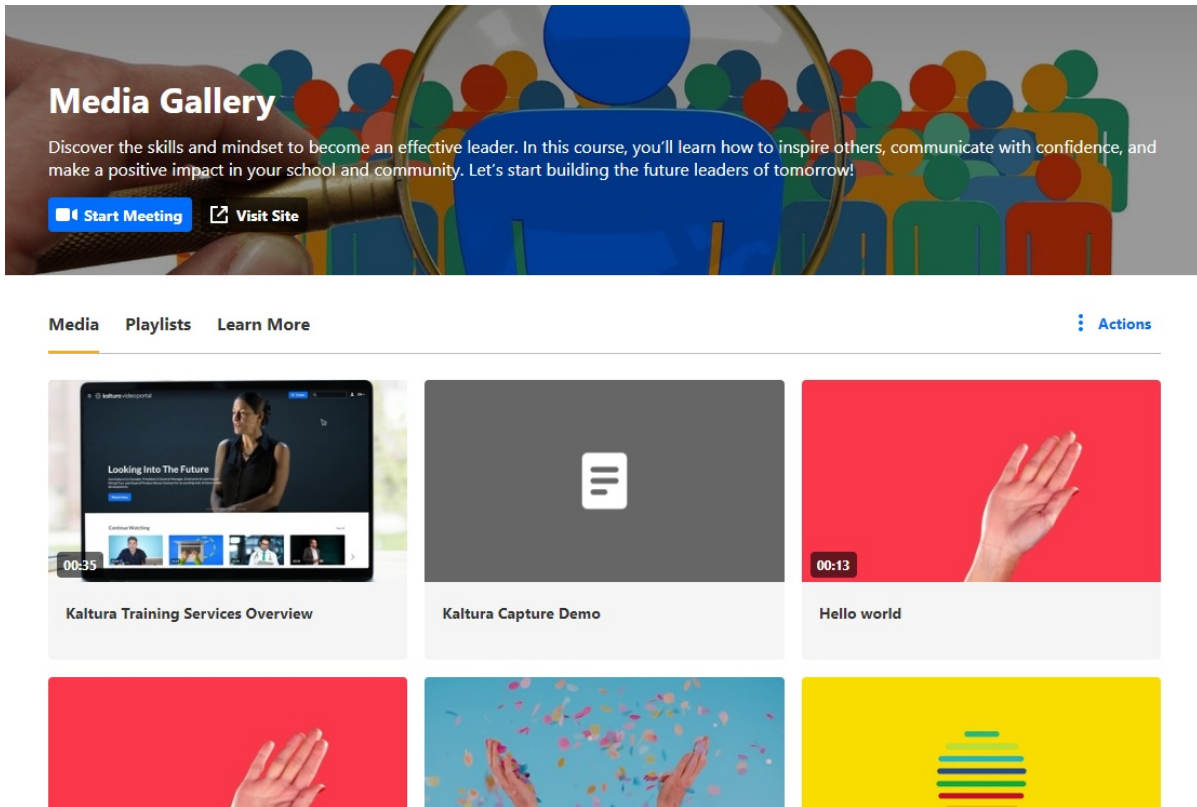 Media Gallery
Discover the skills and mindset to become an effective leader. In this course, you'll learn how to inspire others, communicate with confidence, and
make a positive impact in your school and community. Let's start building the future leaders of tomorrow!
Start Meeting
Visit Site
Media
Playlists
Learn More
Actions
kaltura videoportal
Looking Into The Future
Continue Watching
00:35
00:13
Kaltura Training Services Overview
Kaltura Capture Demo
Hello world